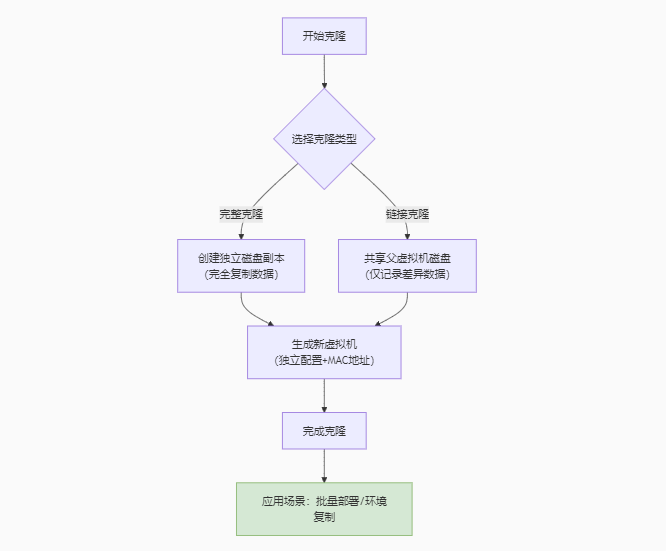 开始克隆
选择克隆类型
完整克隆
链接克隆
创建独立磁盘副本
(完全复制数据)
共享父虚拟机磁盘
(仅记录差异数据)
生成新虚拟机
(独立配置+MAC地址)
完成克隆
应用场景：批量部署/环境
复制